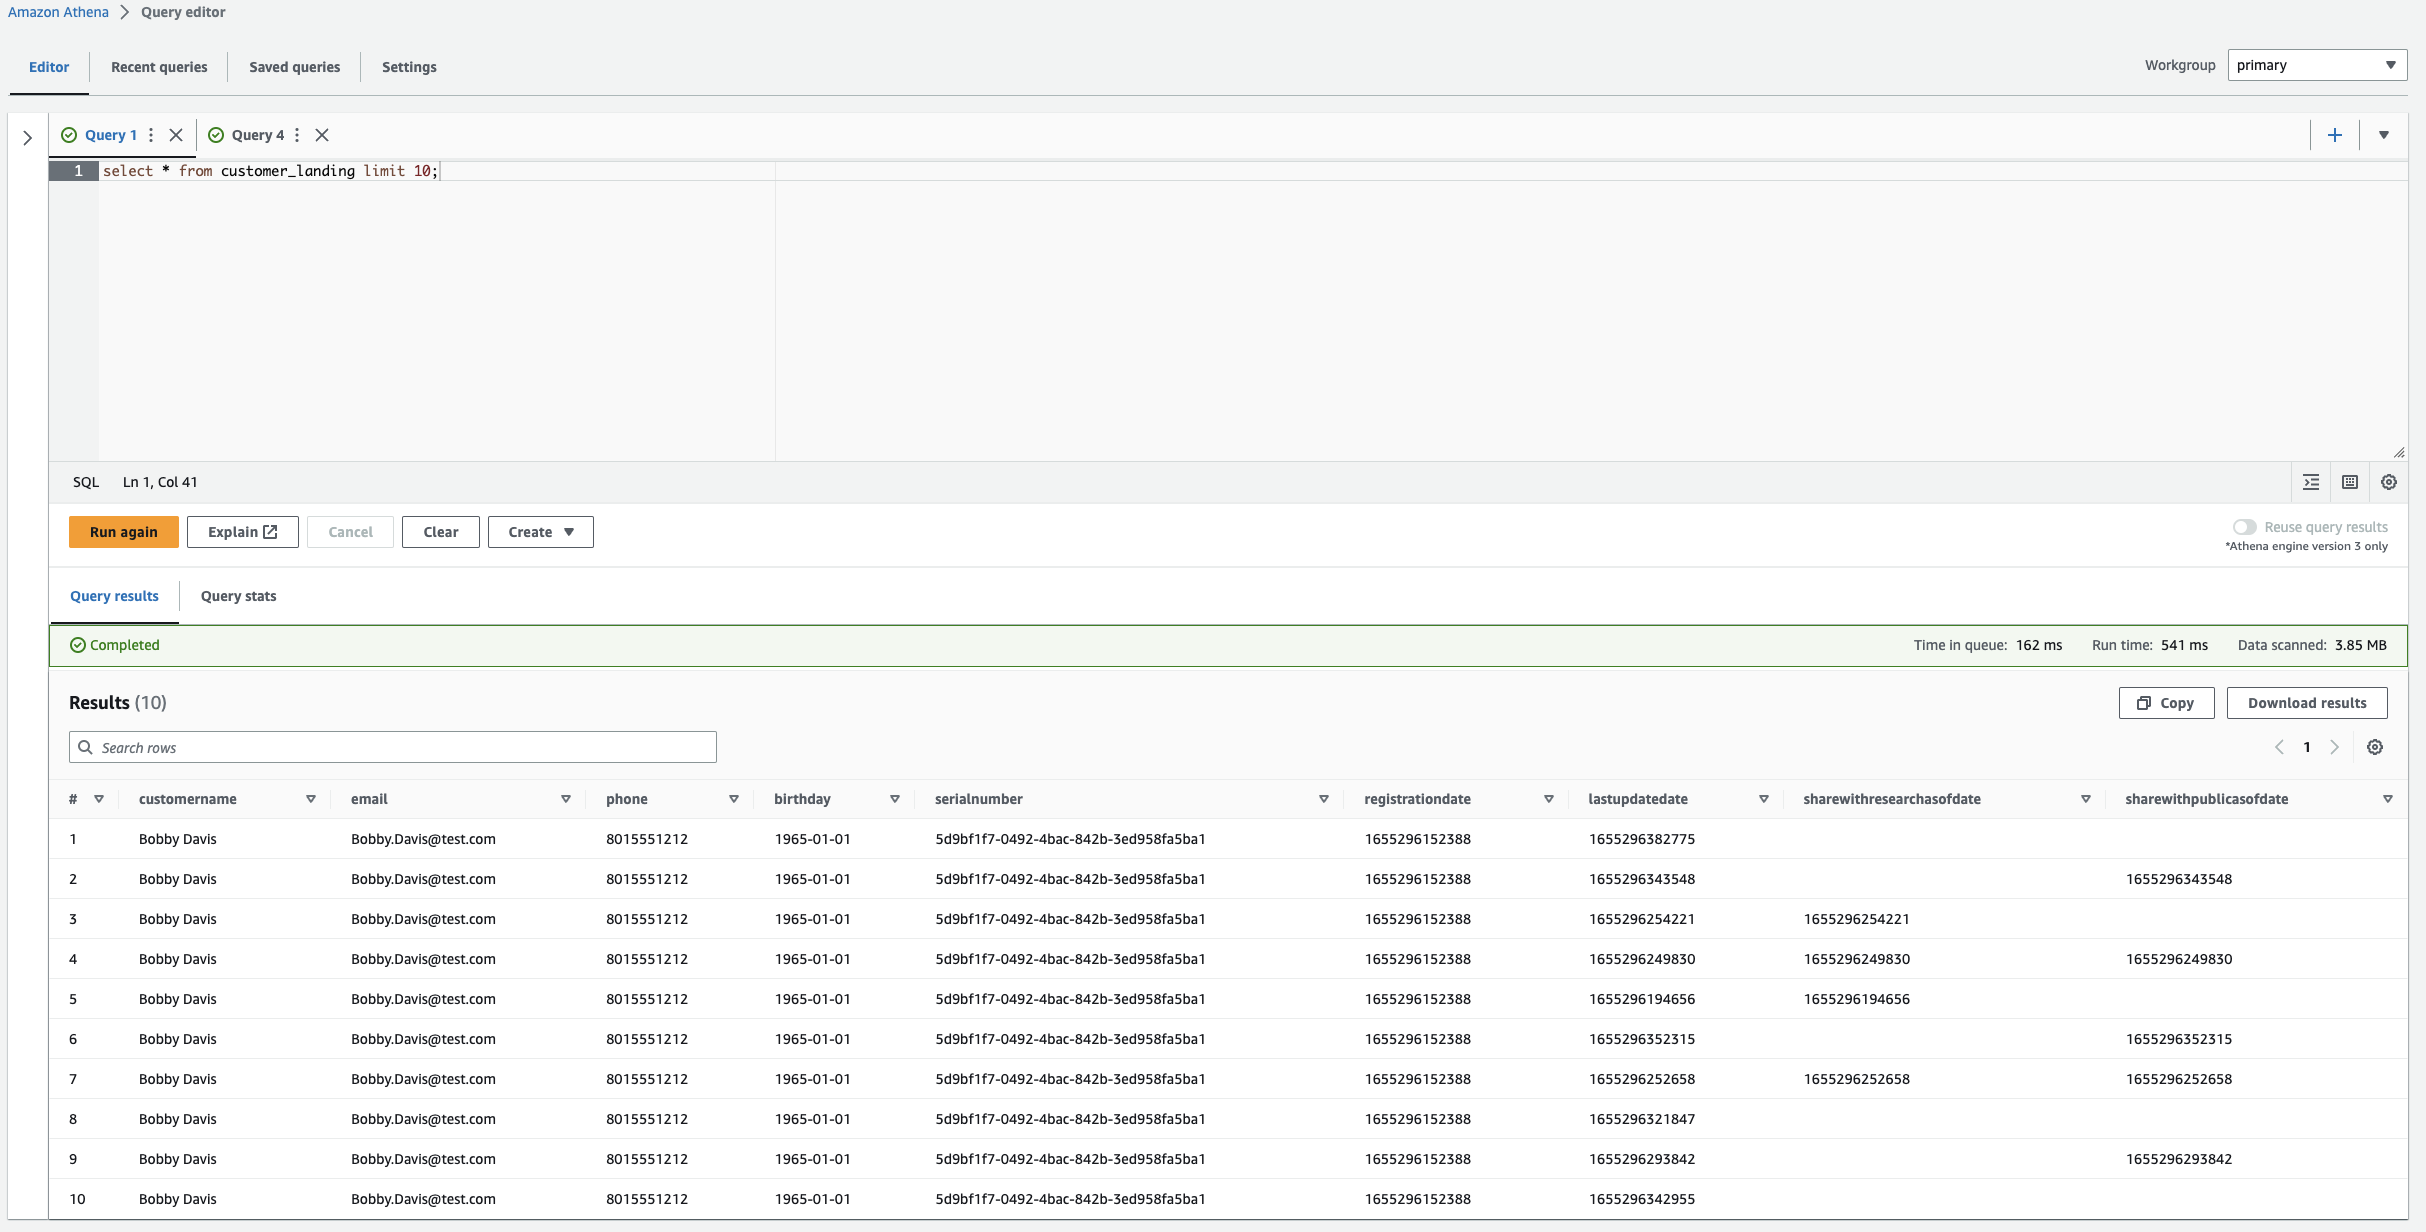 Amazon Athena > Query editor
Editor Recent queries Saved queries Settings Workgroup primary
Query 1 Query 4
1 select * from customer_landing limit 10;
SQL Ln 1, Col 41
Run again Explain Cancel Clear Create Reuse query results
*Athena engine version 3 only
Query results Query stats
Completed Time in queue: 162 ms Run time: 541 ms Data scanned: 3.85 MB
Results (10) Copy Download results
Search rows 1
# customername email phone birthday serialnumber registrationdate lastupdatedate sharewithresearchasofdate sharewithpublicasofdate
1 Bobby Davis Bobby.Davis@test.com 8015551212 1965-01-01 5d9bf1f7-0492-4bac-842b-3ed958fa5ba1 1655296152388 1655296382775
2 Bobby Davis Bobby.Davis@test.com 8015551212 1965-01-01 5d9bf1f7-0492-4bac-842b-3ed958fa5ba1 1655296152388 1655296343548 1655296343548
3 Bobby Davis Bobby.Davis@test.com 8015551212 1965-01-01 5d9bf1f7-0492-4bac-842b-3ed958fa5ba1 1655296152388 1655296254221 1655296254221
4 Bobby Davis Bobby.Davis@test.com 8015551212 1965-01-01 5d9bf1f7-0492-4bac-842b-3ed958fa5ba1 1655296152388 1655296249830 1655296249830 1655296249830
5 Bobby Davis Bobby.Davis@test.com 8015551212 1965-01-01 5d9bf1f7-0492-4bac-842b-3ed958fa5ba1 1655296152388 1655296194656 1655296194656
6 Bobby Davis Bobby.Davis@test.com 8015551212 1965-01-01 5d9bf1f7-0492-4bac-842b-3ed958fa5ba1 1655296152388 1655296352315 1655296352315
7 Bobby Davis Bobby.Davis@test.com 8015551212 1965-01-01 5d9bf1f7-0492-4bac-842b-3ed958fa5ba1 1655296152388 1655296252658 1655296252658 1655296252658
8 Bobby Davis Bobby.Davis@test.com 8015551212 1965-01-01 5d9bf1f7-0492-4bac-842b-3ed958fa5ba1 1655296152388 1655296321847
9 Bobby Davis Bobby.Davis@test.com 8015551212 1965-01-01 5d9bf1f7-0492-4bac-842b-3ed958fa5ba1 1655296152388 1655296293842 1655296293842
10 Bobby Davis Bobby.Davis@test.com 8015551212 1965-01-01 5d9bf1f7-0492-4bac-842b-3ed958fa5ba1 1655296152388 1655296342955